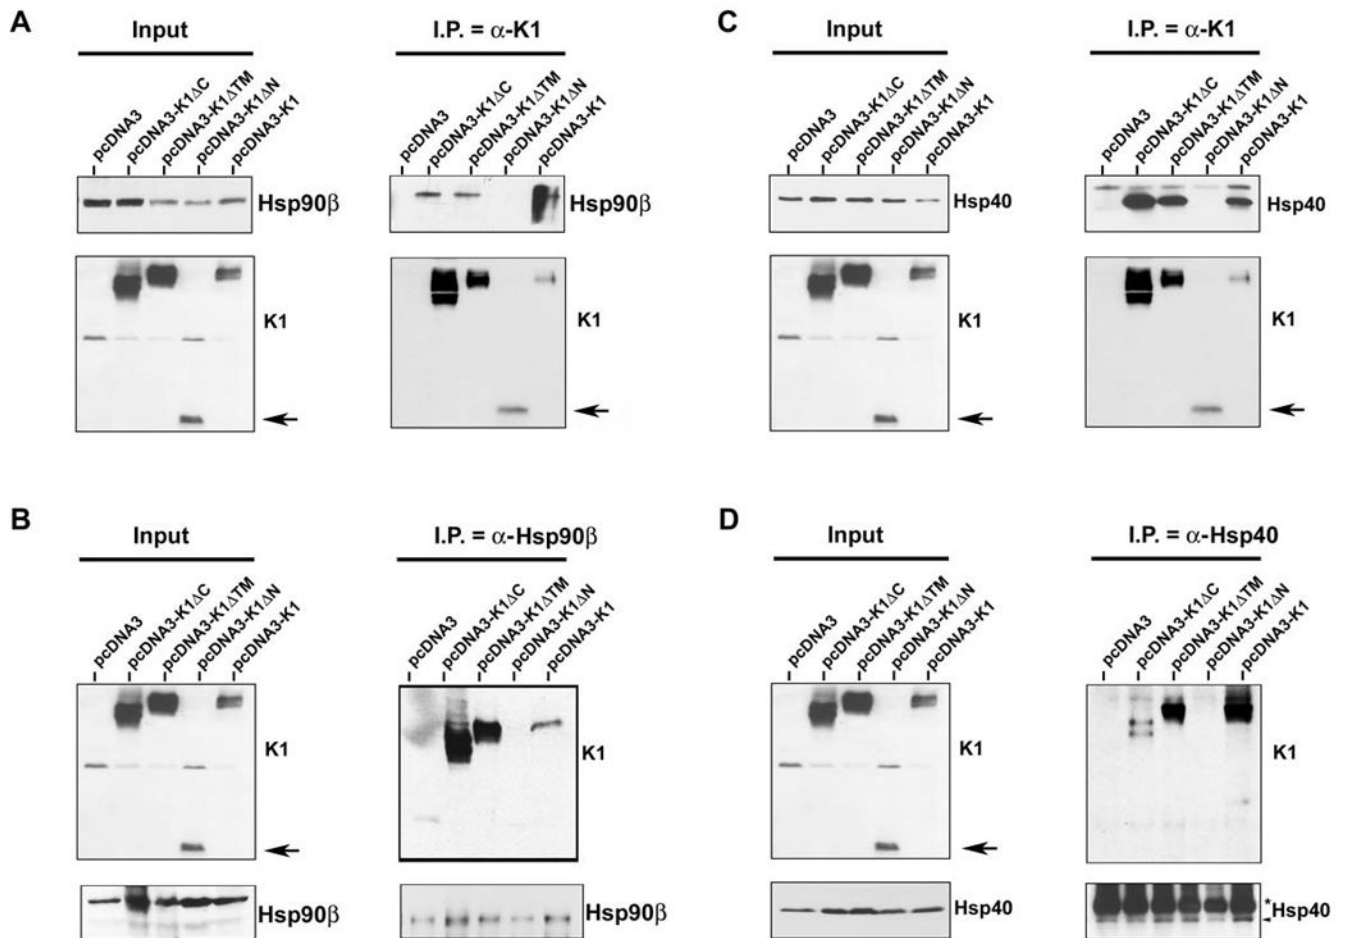 A
Input
pcDNA3
pcDNA3-K1ΔC
pcDNA3-K1ΔTM
pcDNA3-K1ΔN
pcDNA3-K1
Hsp90β
K1
I.P. = α-K1
pcDNA3
pcDNA3-K1ΔC
pcDNA3-K1ΔTM
pcDNA3-K1ΔN
pcDNA3-K1
Hsp90β
K1
C
Input
pcDNA3
pcDNA3-K1ΔC
pcDNA3-K1ΔTM
pcDNA3-K1ΔN
pcDNA3-K1
Hsp40
K1
I.P. = α-K1
pcDNA3
pcDNA3-K1ΔC
pcDNA3-K1ΔTM
pcDNA3-K1ΔN
pcDNA3-K1
Hsp40
K1
B
Input
pcDNA3
pcDNA3-K1ΔC
pcDNA3-K1ΔTM
pcDNA3-K1ΔN
pcDNA3-K1
K1
Hsp90β
I.P. = α-Hsp90β
pcDNA3
pcDNA3-K1ΔC
pcDNA3-K1ΔTM
pcDNA3-K1ΔN
pcDNA3-K1
K1
Hsp90β
D
Input
pcDNA3
pcDNA3-K1ΔC
pcDNA3-K1ΔTM
pcDNA3-K1ΔN
pcDNA3-K1
K1
Hsp40
I.P. = α-Hsp40
pcDNA3
pcDNA3-K1ΔC
pcDNA3-K1ΔTM
pcDNA3-K1ΔN
pcDNA3-K1
K1
*
Hsp40